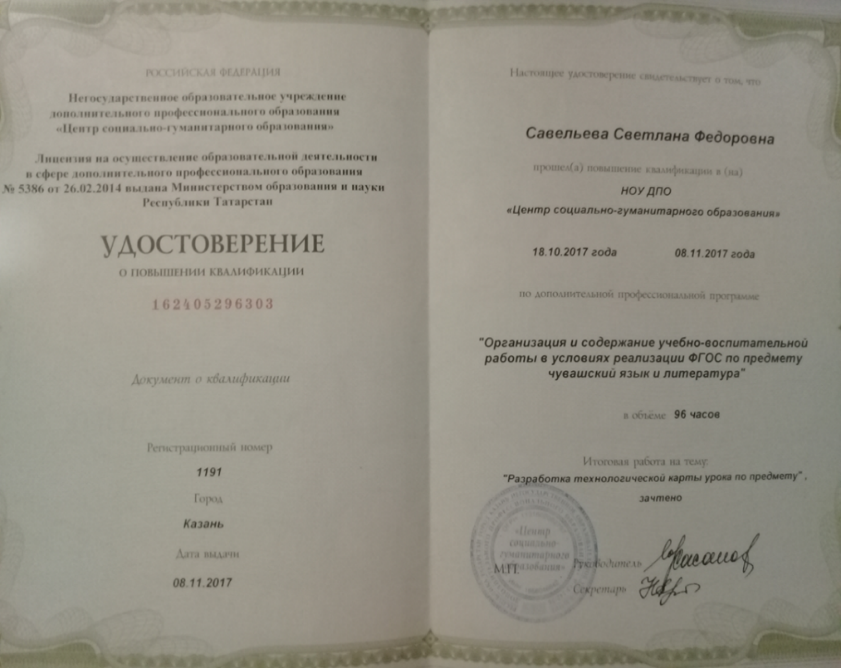 РОССИЙСКАЯ ФЕДЕРАЦИЯ
Негосударственное образовательное учреждение
дополнительного профессионального образования
«Центр социально-гуманитарного образования»
Лицензия на осуществление образовательной деятельности
в сфере дополнительного профессионального образования
№ 5386 от 26.02.2014 выдана Министерством образования и науки
Республики Татарстан
УДОСТОВЕРЕНИЕ
О ПОВЫШЕНИИ КВАЛИФИКАЦИИ
162405296303
Документ о квалификации
Регистрационный номер
1191
Город
Казань
Дата выдачи
08.11.2017
Настоящее удостоверение свидетельствует о том, что
Савельева Светлана Федоровна
прошел(а) повышение квалификации в (на)
НОУ ДПО
«Центр социально-гуманитарного образования»
18.10.2017 года 08.11.2017 года
по дополнительной профессиональной программе
"Организация и содержание учебно-воспитательной
работы в условиях реализации ФГОС по предмету
чувашский язык и литература"
в объёме 96 часов
Итоговая работа на тему:
"Разработка технологической карты урока по предмету" ,
зачтено
«Центр
социально-
гуманитарного
образования»
М.П.
Руководитель
Секретарь